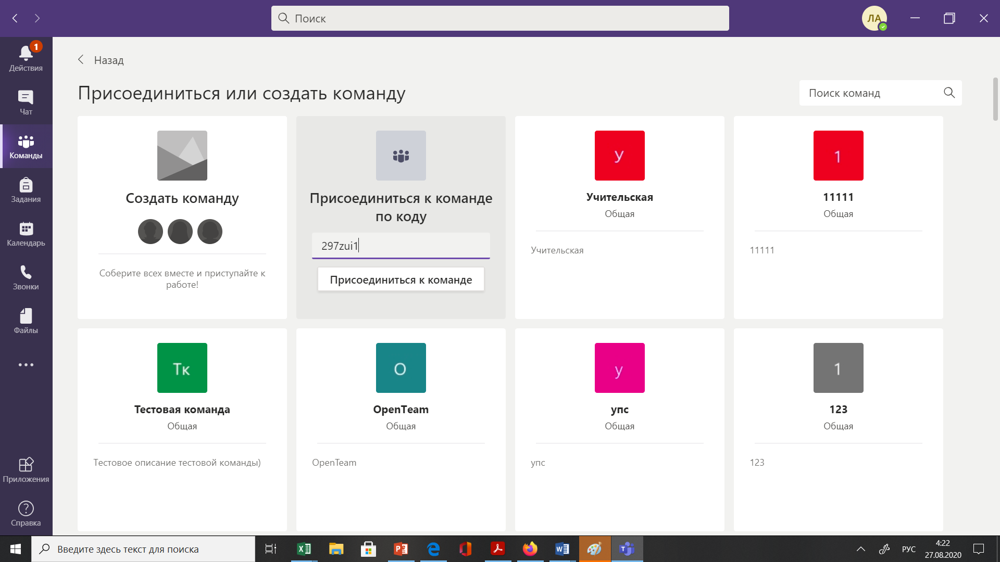 Поиск
ЛА
1
Действия
Чат
Команды
Задания
Календарь
Звонки
Файлы
Приложения
Справка
Назад
Присоединиться или создать команду
Поиск команд
Создать команду
Соберите всех вместе и приступайте к
работе!
Присоединиться к команде
по коду
297zui1
Присоединиться к команде
У
Учительская
Общая
Учительская
1
11111
Общая
11111
Тк
Тестовая команда
Общая
Тестовое описание тестовой команды)
O
OpenTeam
Общая
OpenTeam
у
упс
Общая
упс
1
123
Общая
123
Введите здесь текст для поиска
РУС
4:22
27.08.2020